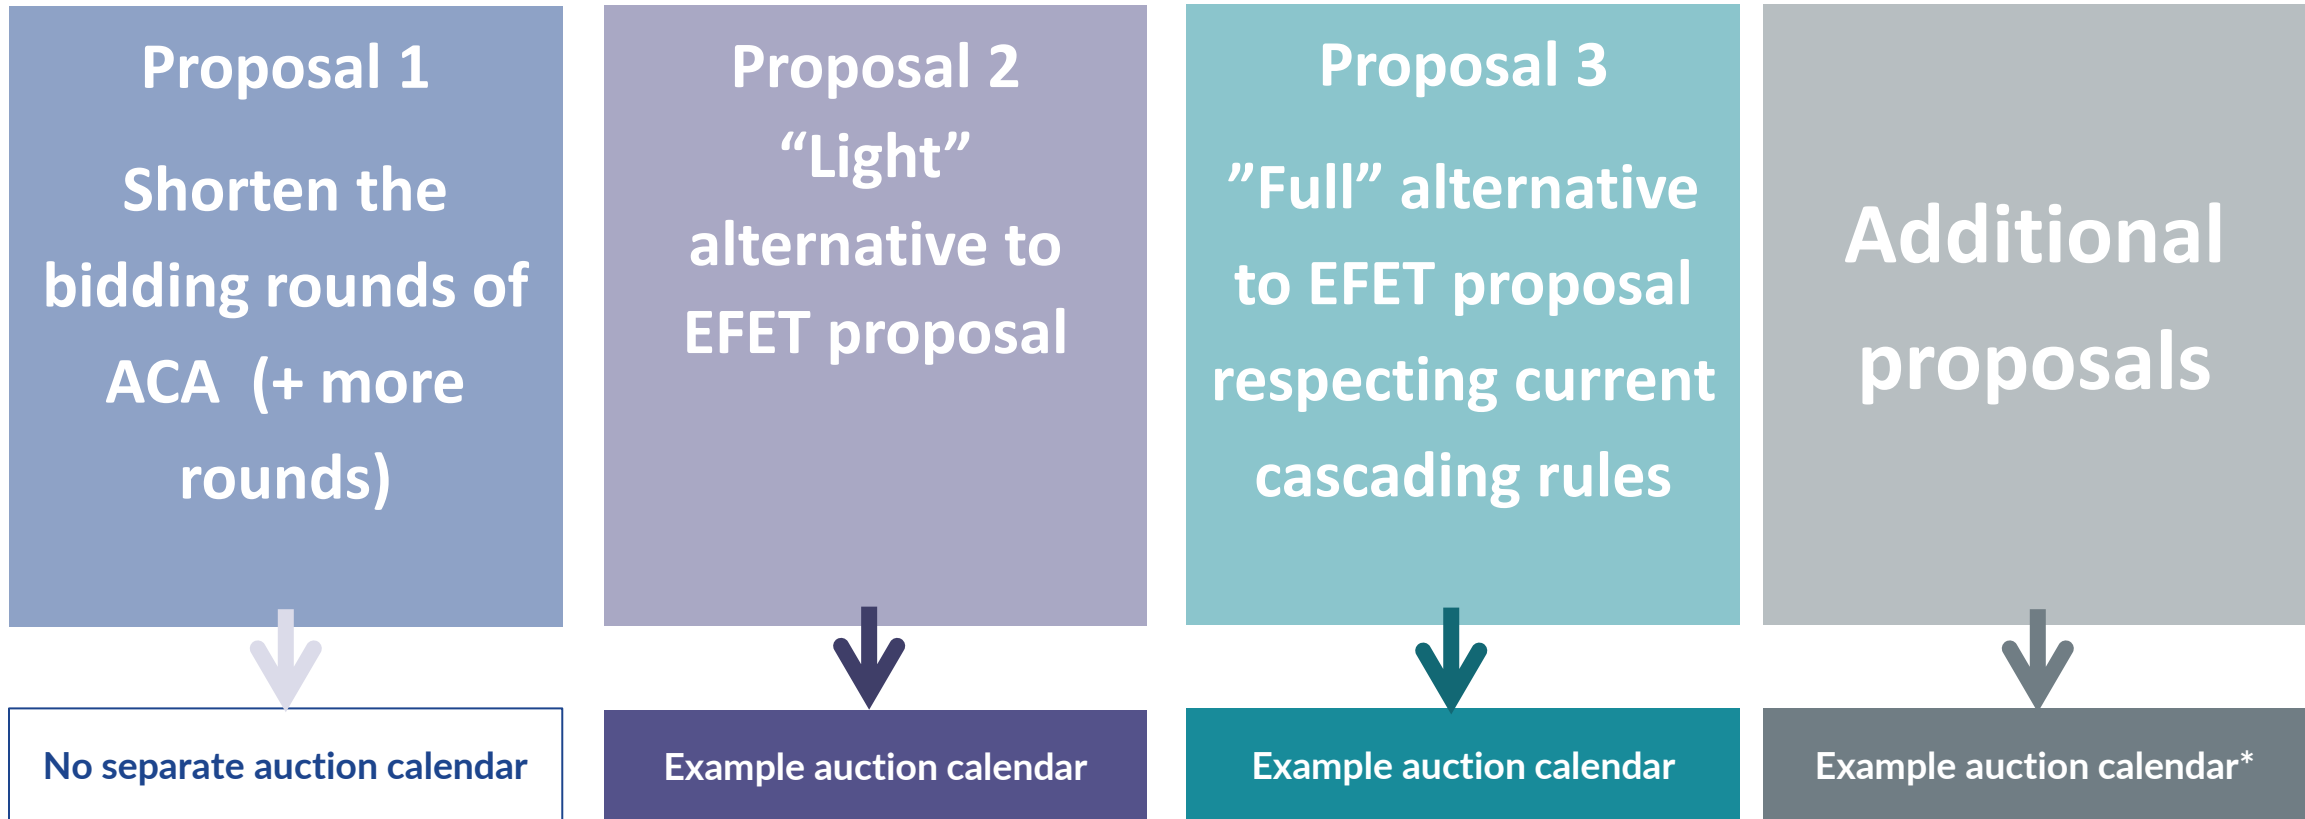 Proposal 1
Shorten the
bidding rounds of
ACA  (+ more
rounds)
No separate auction calendar
Proposal 2
“Light”
alternative to
EFET proposal
Example auction calendar
Proposal 3
”Full” alternative
to EFET proposal
respecting current
cascading rules
Example auction calendar
Additional
proposals
Example auction calendar*